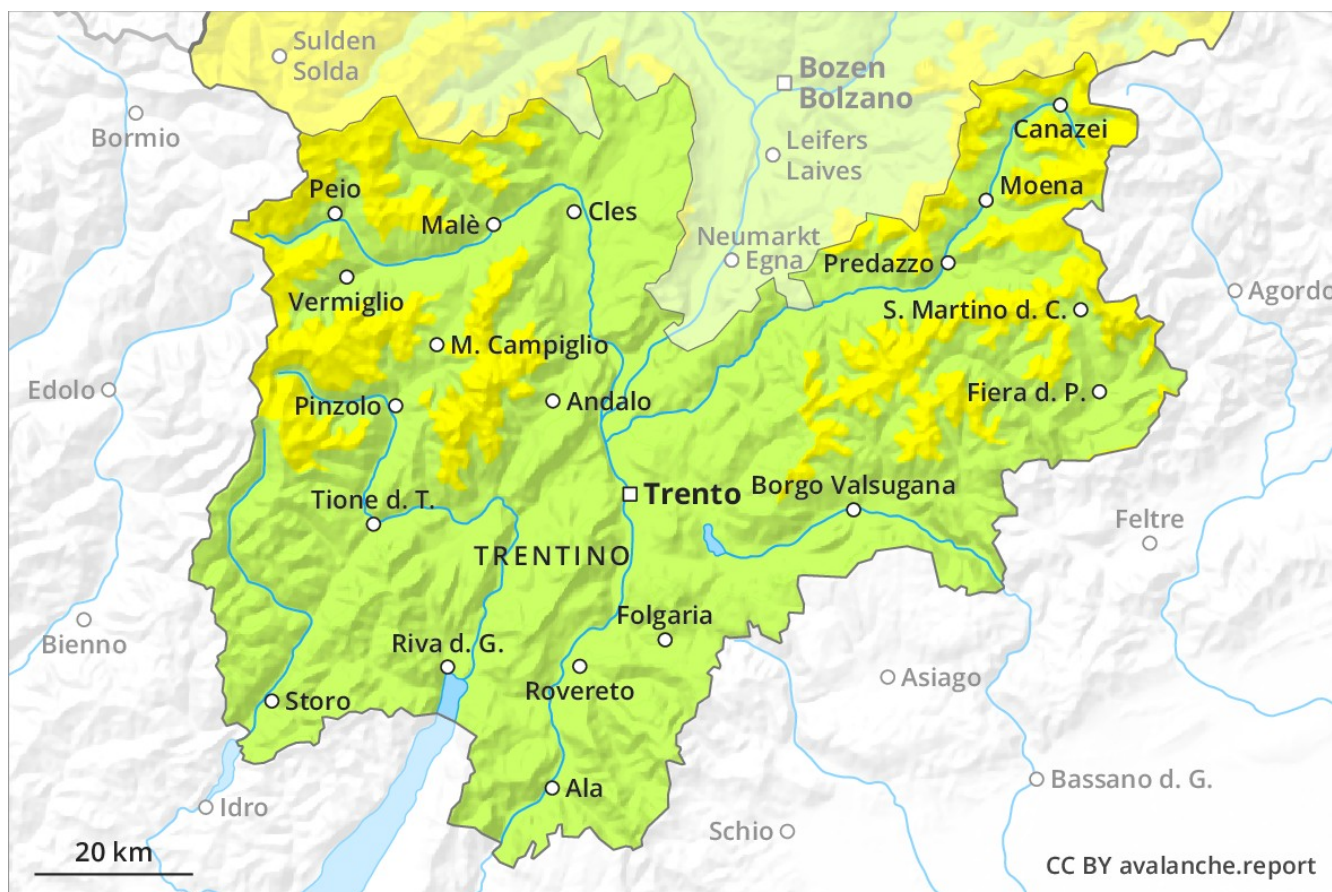 Sulden
Solda
Bozen
Bolzano
Bormio
Canazei
Leifers
Laives
Peio
Moena
Malè
Cles
Neumarkt
Egna
Predazzo
Vermiglio
Agordo
S. Martino d. C.
M. Campiglio
Edolo
Pinzolo
Andalo
Fiera d. P.
Trento
Borgo Valsugana
Tione d. T.
Feltre
TRENTINO
Folgaria
Bienno
Riva d. G.
Rovereto
Asiago
Storo
Bassano d. G.
Ala
Idro
Schio
20 km
CC BY avalanche.report